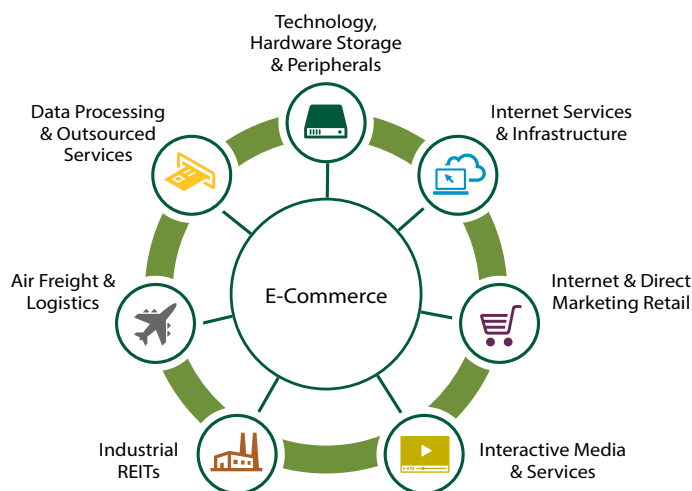 Technology,
Hardware Storage
& Peripherals
Data Processing
& Outsourced
Services
Internet Services
& Infrastructure
Air Freight &
Logistics
E-Commerce
Internet & Direct
Marketing Retail
Industrial
REITs
Interactive Media
& Services